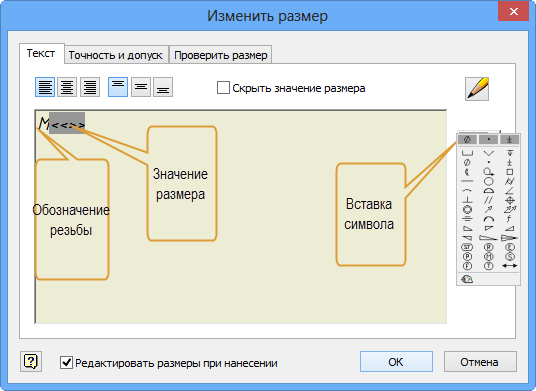 Изменить размер
Текст
Точность и допуск
Проверить размер
Скрыть значение размера
M<<>>
Обозначение
резьбы
Значение
размера
Вставка
символа
Редактировать размеры при нанесении
OK
Отмена